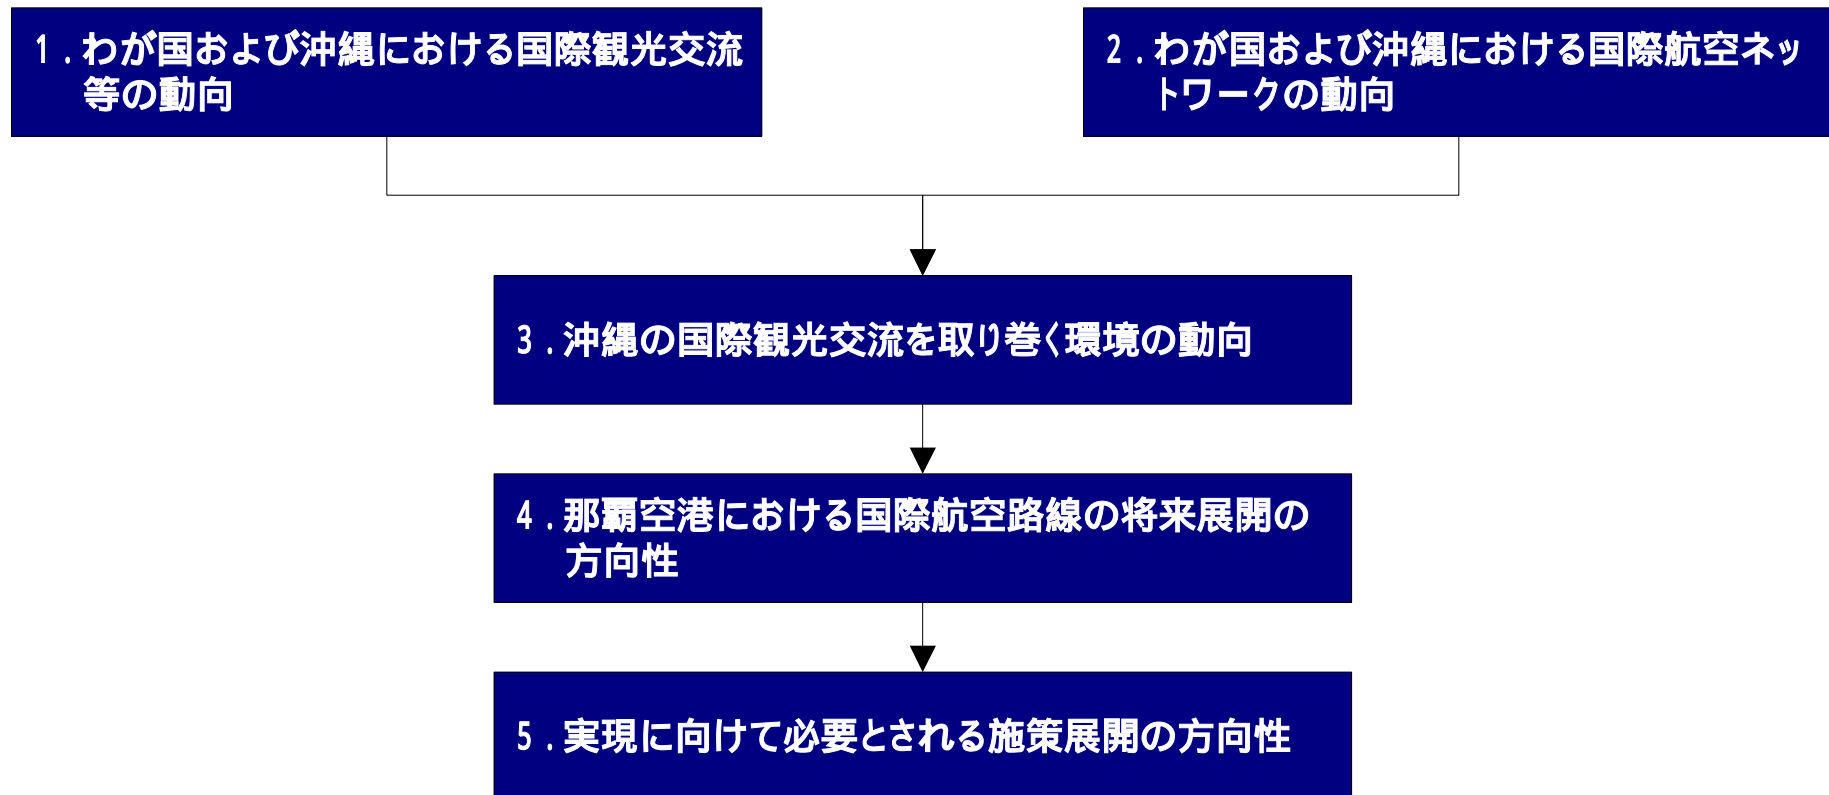 1．わが国および沖縄における国際観光交流
等の動向
2．わが国および沖縄における国際航空ネッ
トワークの動向
3．沖縄の国際観光交流を取り巻く環境の動向
4．那覇空港における国際航空路線の将来展開の
方向性
5．実現に向けて必要とされる施策展開の方向性